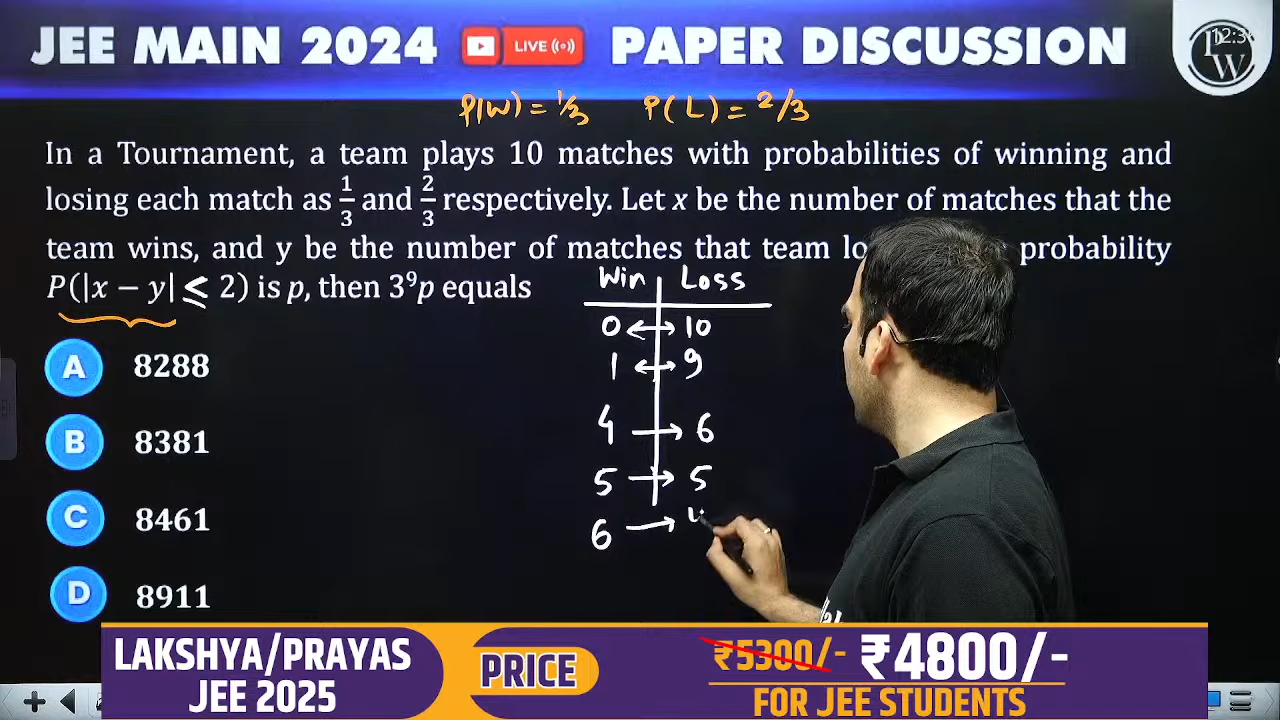 JEE MAIN 2024 LIVE PAPER DISCUSSION
12:3
PW
P(W) = 1/3 P(L) = 2/3
In a Tournament, a team plays 10 matches with probabilities of winning and
losing each match as 1/3 and 2/3 respectively. Let x be the number of matches that the
team wins, and y be the number of matches that team lo probability
P(|x − y| ⩽ 2) is p, then 3⁹p equals
Win Loss
0 ↔ 10
1 ↔ 9
4 → 6
5 → 5
6 →
A 8288
B 8381
C 8461
D 8911
LAKSHYA/PRAYAS
JEE 2025
PRICE
₹5300/- ₹4800/-
FOR JEE STUDENTS